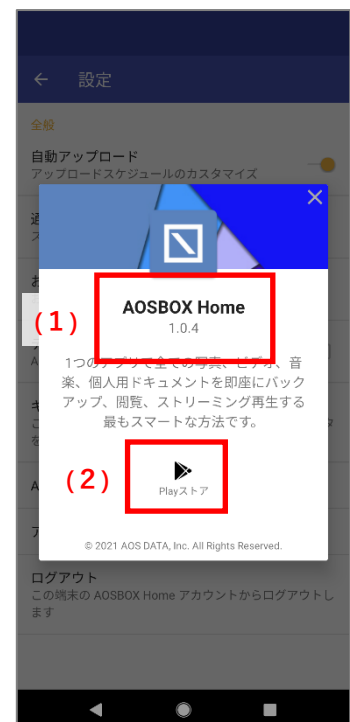 設定
全般
自動アップロード
アップロードスケジュールのカスタマイズ
(1)
AOSBOX Home
1.0.4
1つのアプリで全ての写真、ビデオ、音
楽、個人用ドキュメントを即座にバック
アップ、閲覧、ストリーミング再生する
最もスマートな方法です。
(2)
Playストア
© 2021 AOS DATA, Inc. All Rights Reserved.
ログアウト
この端末の AOSBOX Home アカウントからログアウトし
ます